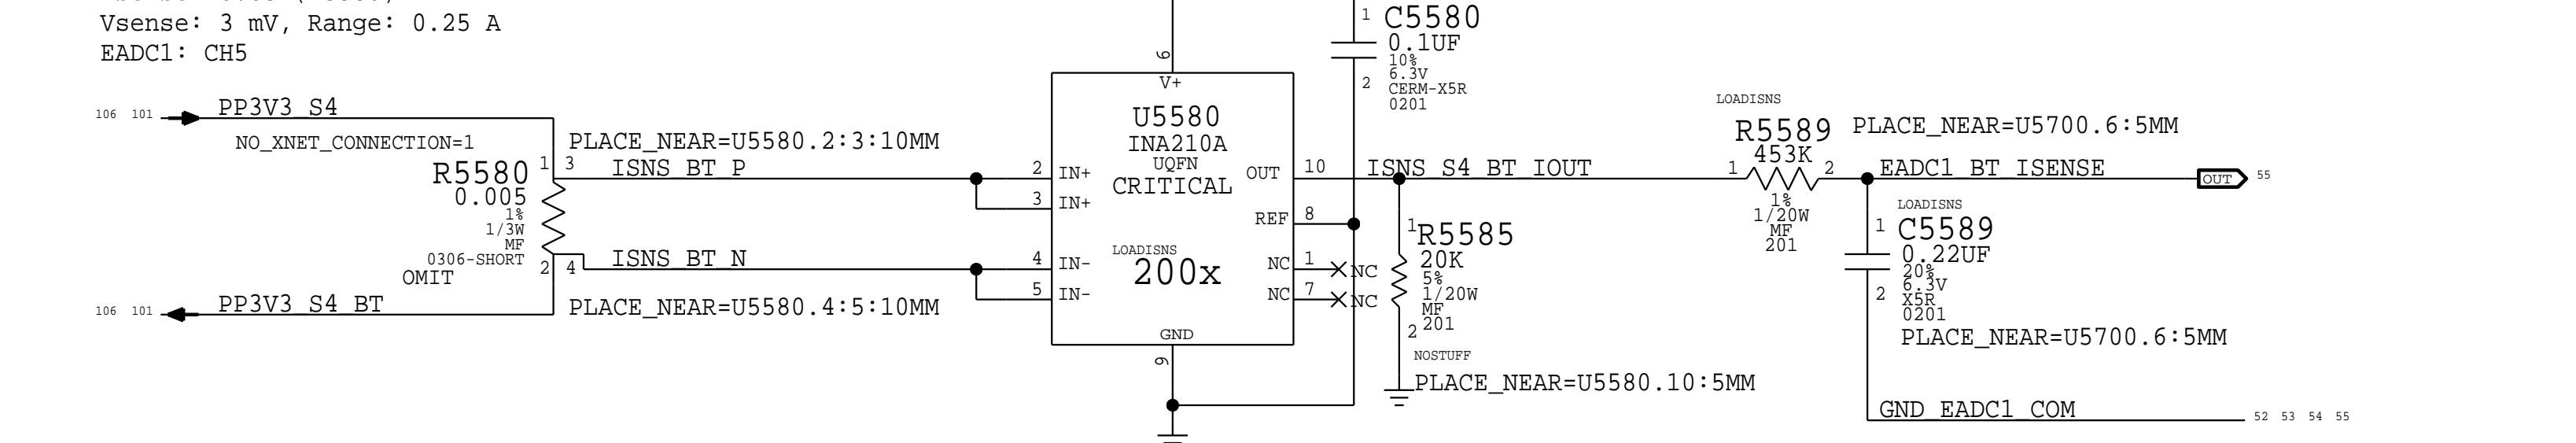 Vsense: 3 mV, Range: 0.25 A
EADC1: CH5
106 101
PP3V3_S4
NO_XNET_CONNECTION=1
R5580
0.005
1%
1/3W
MF
0306-SHORT
OMIT
1 3
2 4
PLACE_NEAR=U5580.2:3:10MM
ISNS_BT_P
ISNS_BT_N
PLACE_NEAR=U5580.4:5:10MM
106 101
PP3V3_S4_BT
6
V+
U5580
INA210A
UQFN
CRITICAL
LOADISNS
200x
2 IN+
3 IN+
4 IN-
5 IN-
OUT 10
REF 8
NC 1 NC
NC 7 NC
GND
9
1
C5580
0.1UF
10%
6.3V
CERM-X5R
0201
2
ISNS_S4_BT_IOUT
1
R5585
20K
5%
1/20W
MF
201
2
NOSTUFF
PLACE_NEAR=U5580.10:5MM
LOADISNS
R5589
453K
1 2
1%
1/20W
MF
201
PLACE_NEAR=U5700.6:5MM
EADC1_BT_ISENSE
OUT 55
LOADISNS
1
C5589
0.22UF
20%
6.3V
X5R
0201
2
PLACE_NEAR=U5700.6:5MM
GND_EADC1_COM
52 53 54 55